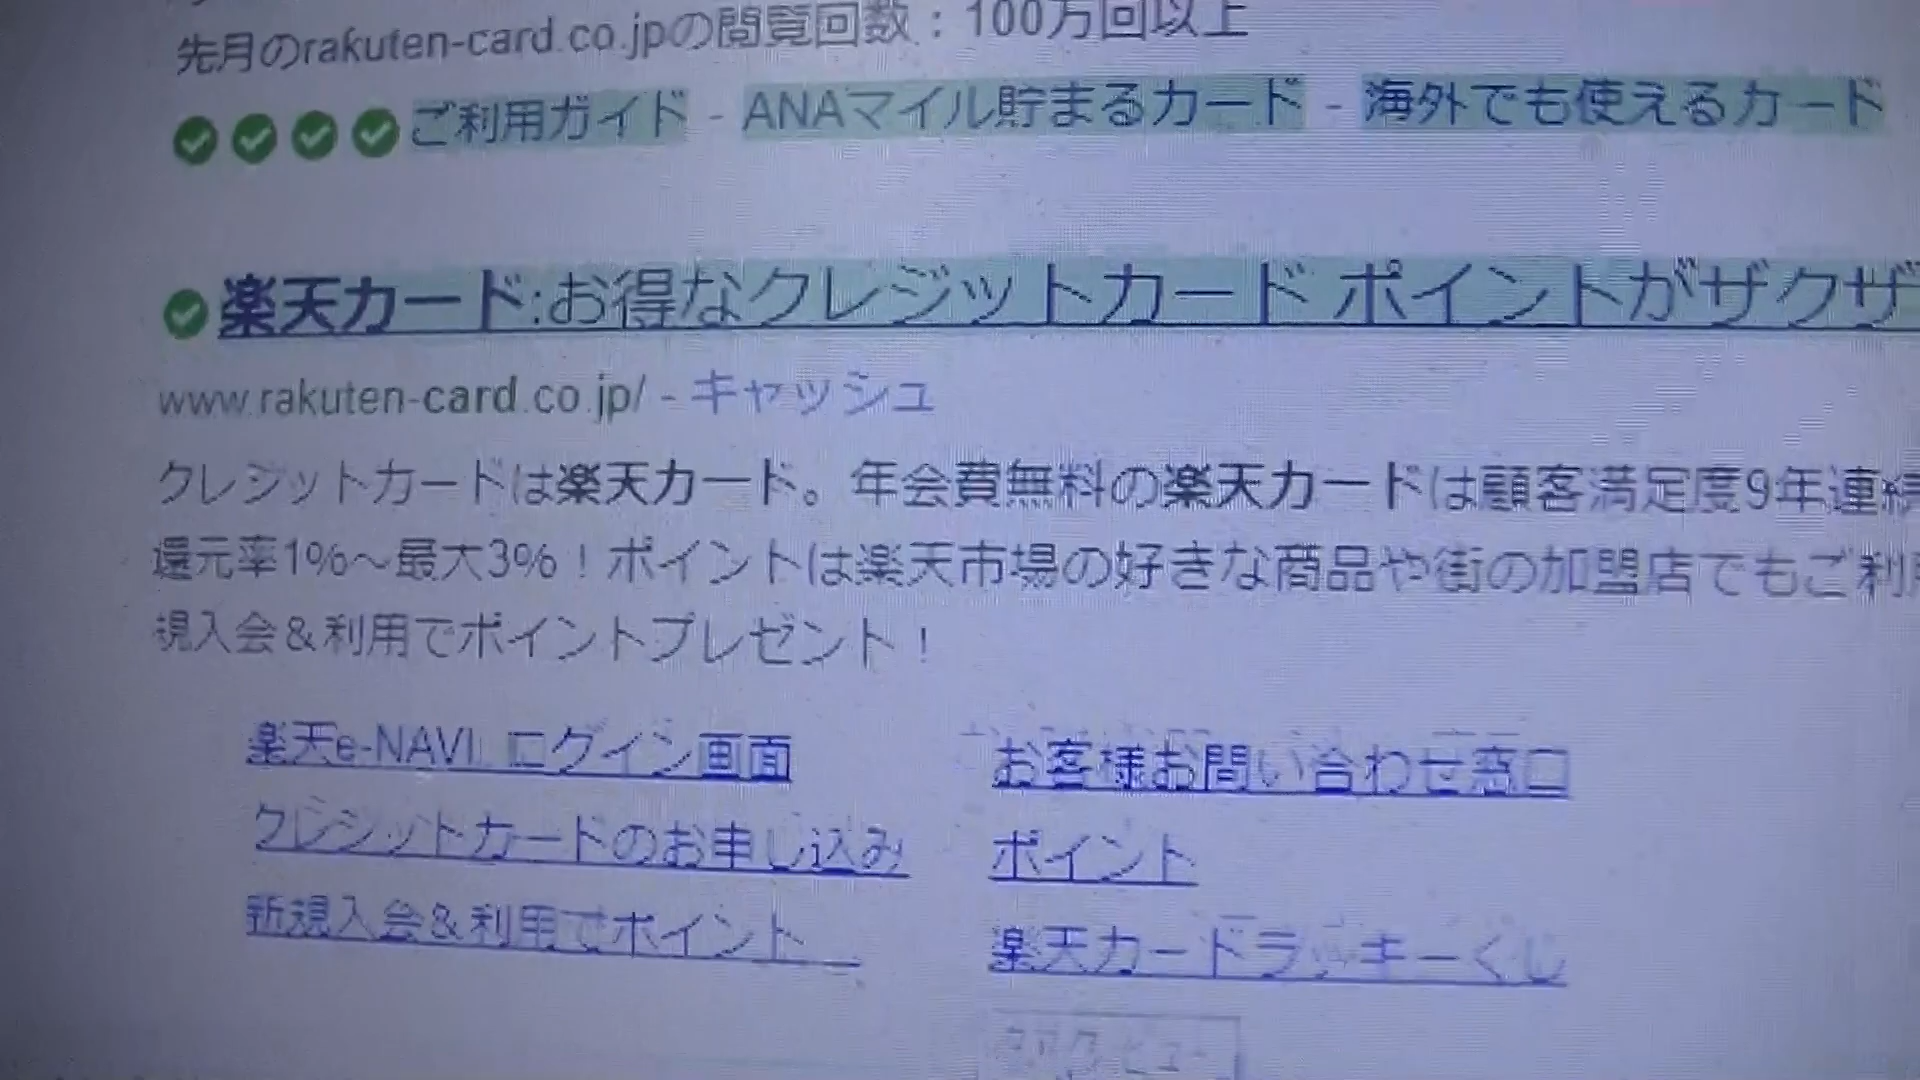 先月のrakuten-card.co.jpの閲覧回数：100万回以上
ご利用ガイド - ANAマイル貯まるカード - 海外でも使えるカード
楽天カード:お得なクレジットカード ポイントがザクザ
www.rakuten-card.co.jp/ - キャッシュ
クレジットカードは楽天カード。年会費無料の楽天カードは顧客満足度9年連続
還元率1%～最大3%！ポイントは楽天市場の好きな商品や街の加盟店でもご利用
規入会＆利用でポイントプレゼント！
楽天e-NAVI ログイン画面
お客様お問い合わせ窓口
クレジットカードのお申し込み
ポイント
新規入会＆利用でポイント
楽天カードラッキーくじ